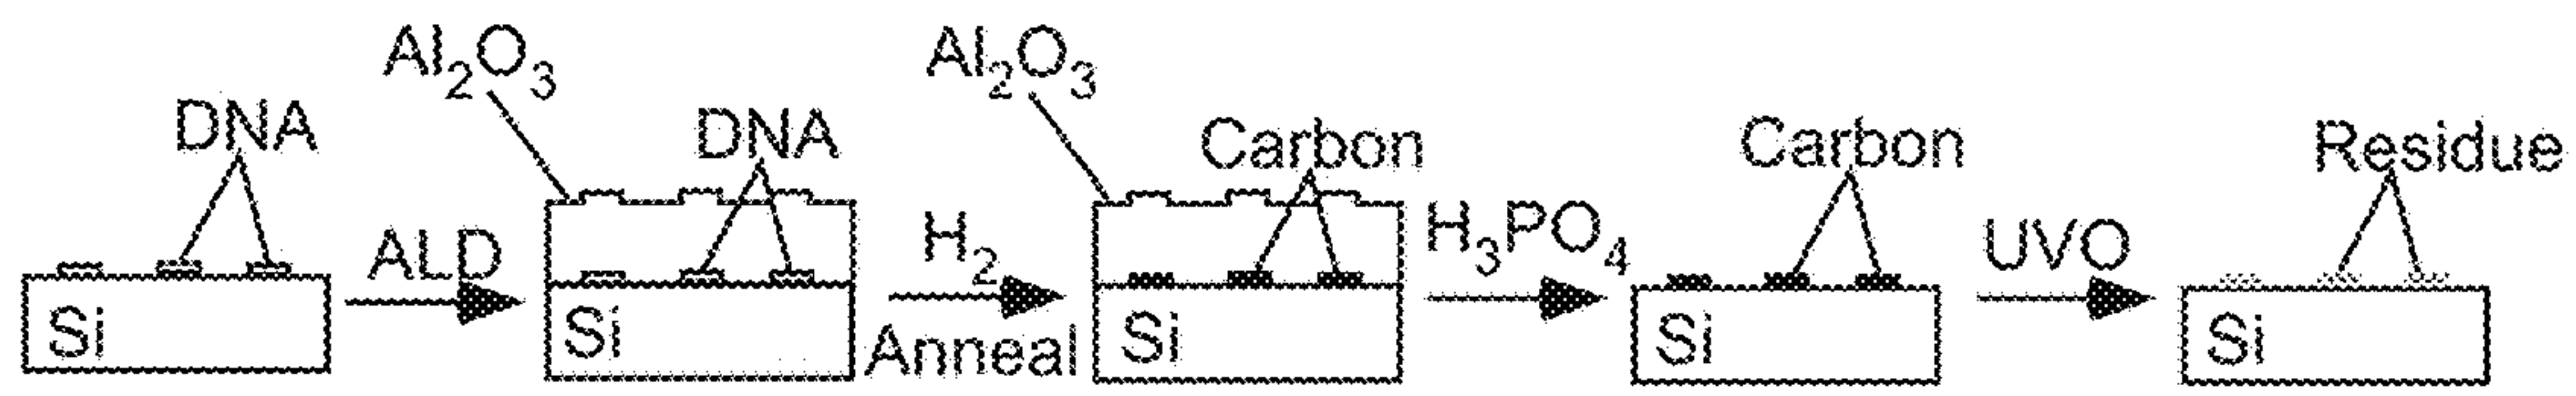 DNA
Si
ALD
Al₂O₃
DNA
Si
H₂
Anneal
Al₂O₃
Carbon
Si
H₃PO₄
Carbon
Si
UVO
Residue
Si